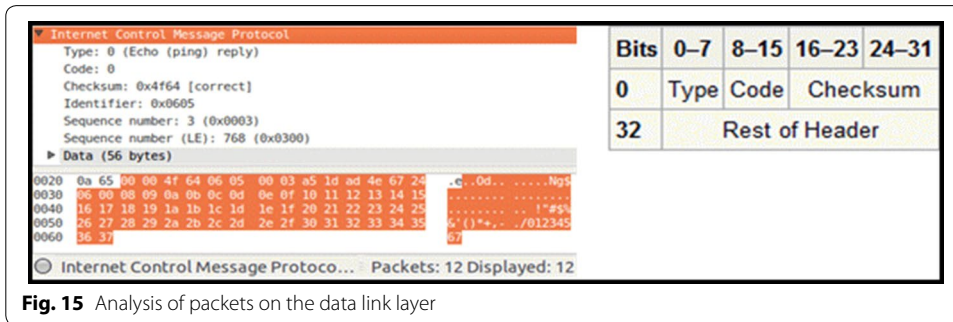 Internet Control Message Protocol
Type: 0 (Echo (ping) reply)
Code: 0
Checksum: 0x4f64 [correct]
Identifier: 0x0605
Sequence number: 3 (0x0003)
Sequence number (LE): 768 (0x0300)
Data (56 bytes)
0020 0a 65 00 00 4f 64 06 05 00 03 a5 1d ad 4e 67 24 .e..Od.. .....Ng$
0030 06 00 08 09 0a 0b 0c 0d 0e 0f 10 11 12 13 14 15 ........ ........
0040 16 17 18 19 1a 1b 1c 1d 1e 1f 20 21 22 23 24 25 ........ .. !"#$%
0050 26 27 28 29 2a 2b 2c 2d 2e 2f 30 31 32 33 34 35 &'()*+,- ./012345
0060 36 37 67
Internet Control Message Protoco... Packets: 12 Displayed: 12
Bits 0–7 8–15 16–23 24–31
0 Type Code Checksum
32 Rest of Header
Fig. 15 Analysis of packets on the data link layer